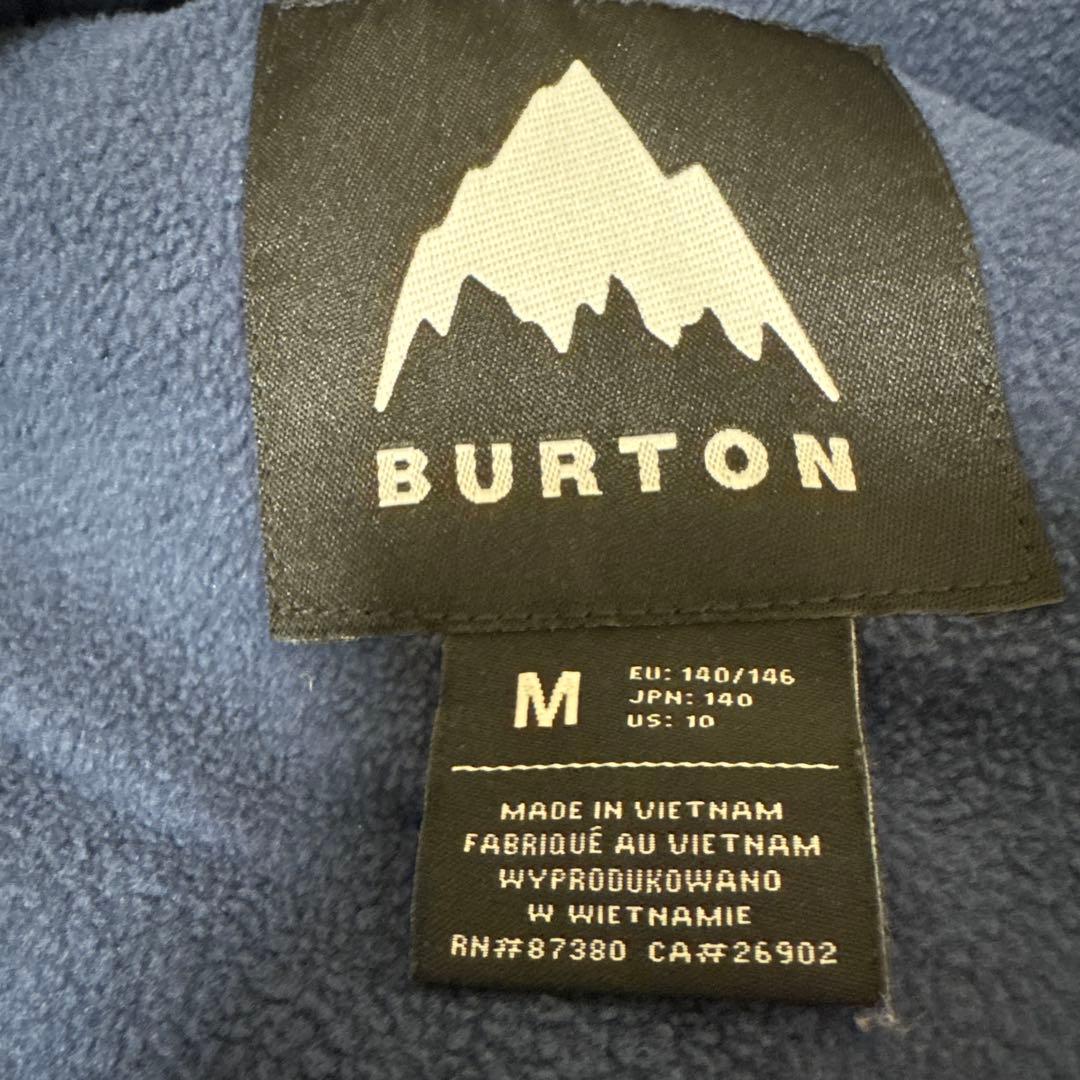 BURTON
M
EU: 140/146
JPN: 140
US: 10
MADE IN VIETNAM
FABRIQUÉ AU VIETNAM
WYPRODUKOWANO
W WIETNAMIE
RN#87380 CA#26902